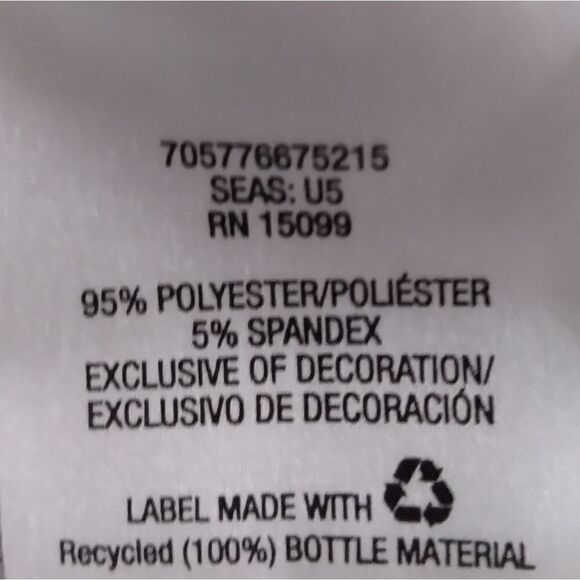 705776675215
SEAS: U5
RN 15099
95% POLYESTER/POLIÉSTER
5% SPANDEX
EXCLUSIVE OF DECORATION/
EXCLUSIVO DE DECORACIÓN
LABEL MADE WITH
Recycled (100%) BOTTLE MATERIAL